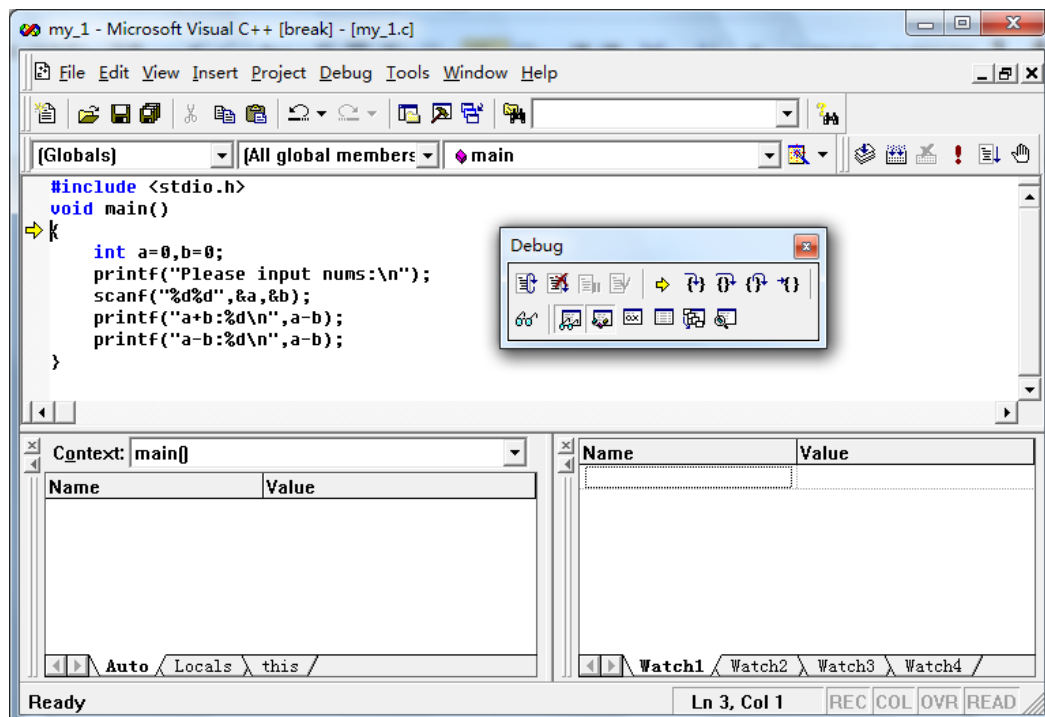 my_1 - Microsoft Visual C++ [break] - [my_1.c]
File Edit View Insert Project Debug Tools Window Help
(Globals) (All global members main
#include <stdio.h>
void main()
{
int a=0,b=0;
printf("Please input nums:\n");
scanf("%d%d",&a,&b);
printf("a+b:%d\n",a-b);
printf("a-b:%d\n",a-b);
}
Debug
Context: main()
Name Value
Auto Locals this
Name Value
Watch1 Watch2 Watch3 Watch4
Ready Ln 3, Col 1 REC COL OVR READ